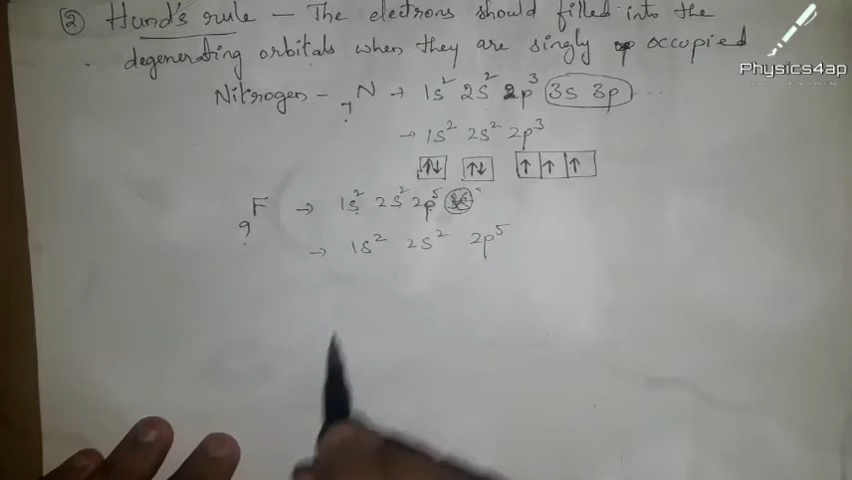 ② Hund's rule – The electrons should filled into the
degenerating orbitals when they are singly occupied
Physics4ap
Nitrogen – ₇N → 1s² 2s² 2p³ 3s 3p ...
→ 1s² 2s² 2p³
↑↓ ↑↓ ↑ ↑ ↑
₉F → 1s² 2s² 2p⁵
→ 1s² 2s² 2p⁵